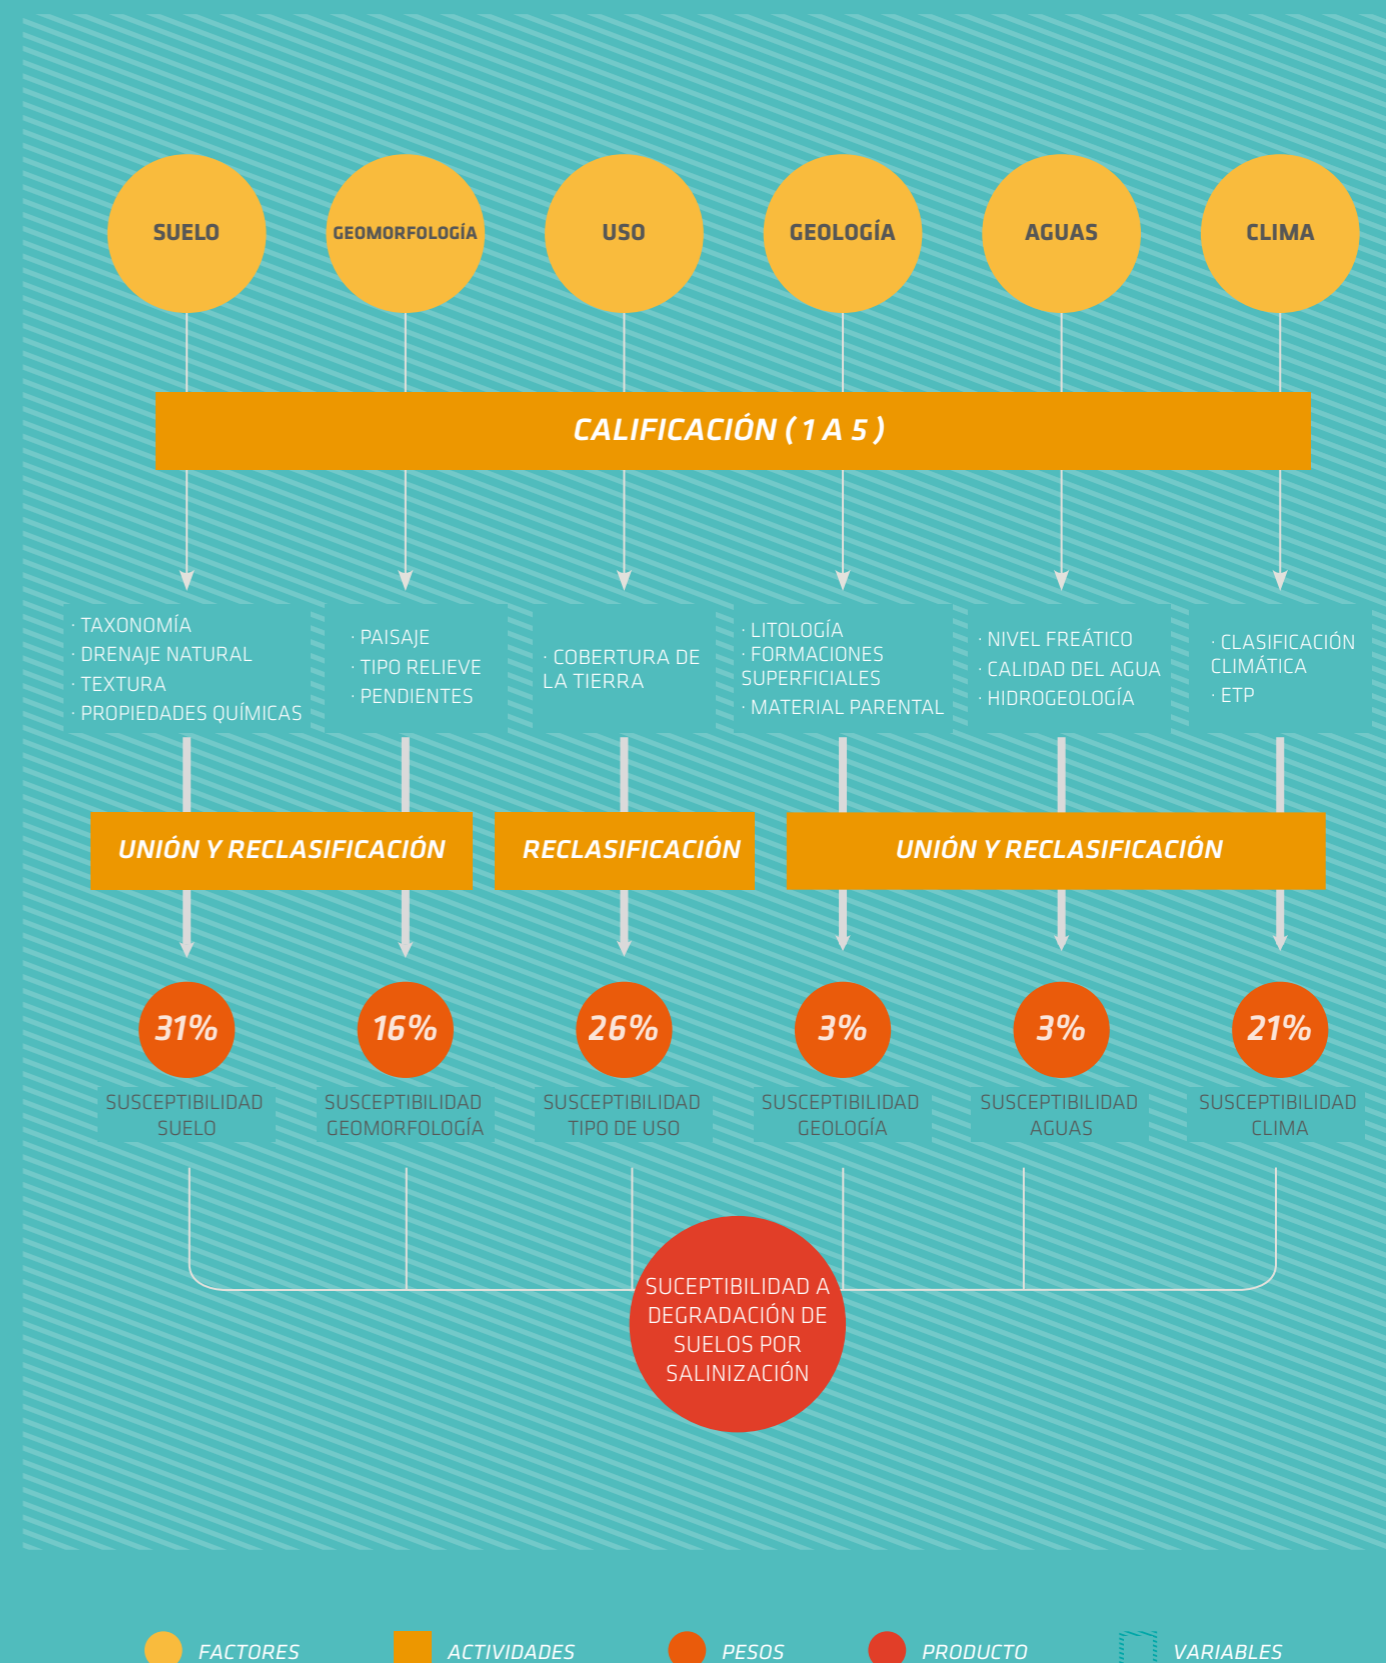 SUELO
GEOMORFOLOGÍA
USO
GEOLOGÍA
AGUAS
CLIMA
CALIFICACIÓN ( 1 A 5 )
· TAXONOMÍA
· DRENAJE NATURAL
· TEXTURA
· PROPIEDADES QUÍMICAS
· PAISAJE
· TIPO RELIEVE
· PENDIENTES
· COBERTURA DE
LA TIERRA
· LITOLOGÍA
· FORMACIONES
SUPERFICIALES
· MATERIAL PARENTAL
· NIVEL FREÁTICO
· CALIDAD DEL AGUA
· HIDROGEOLOGÍA
· CLASIFICACIÓN
CLIMÁTICA
· ETP
UNIÓN Y RECLASIFICACIÓN
RECLASIFICACIÓN
UNIÓN Y RECLASIFICACIÓN
31%
16%
26%
3%
3%
21%
SUSCEPTIBILIDAD
SUELO
SUSCEPTIBILIDAD
GEOMORFOLOGÍA
SUSCEPTIBILIDAD
TIPO DE USO
SUSCEPTIBILIDAD
GEOLOGÍA
SUSCEPTIBILIDAD
AGUAS
SUSCEPTIBILIDAD
CLIMA
SUCEPTIBILIDAD A
DEGRADACIÓN DE
SUELOS POR
SALINIZACIÓN
FACTORES
ACTIVIDADES
PESOS
PRODUCTO
VARIABLES